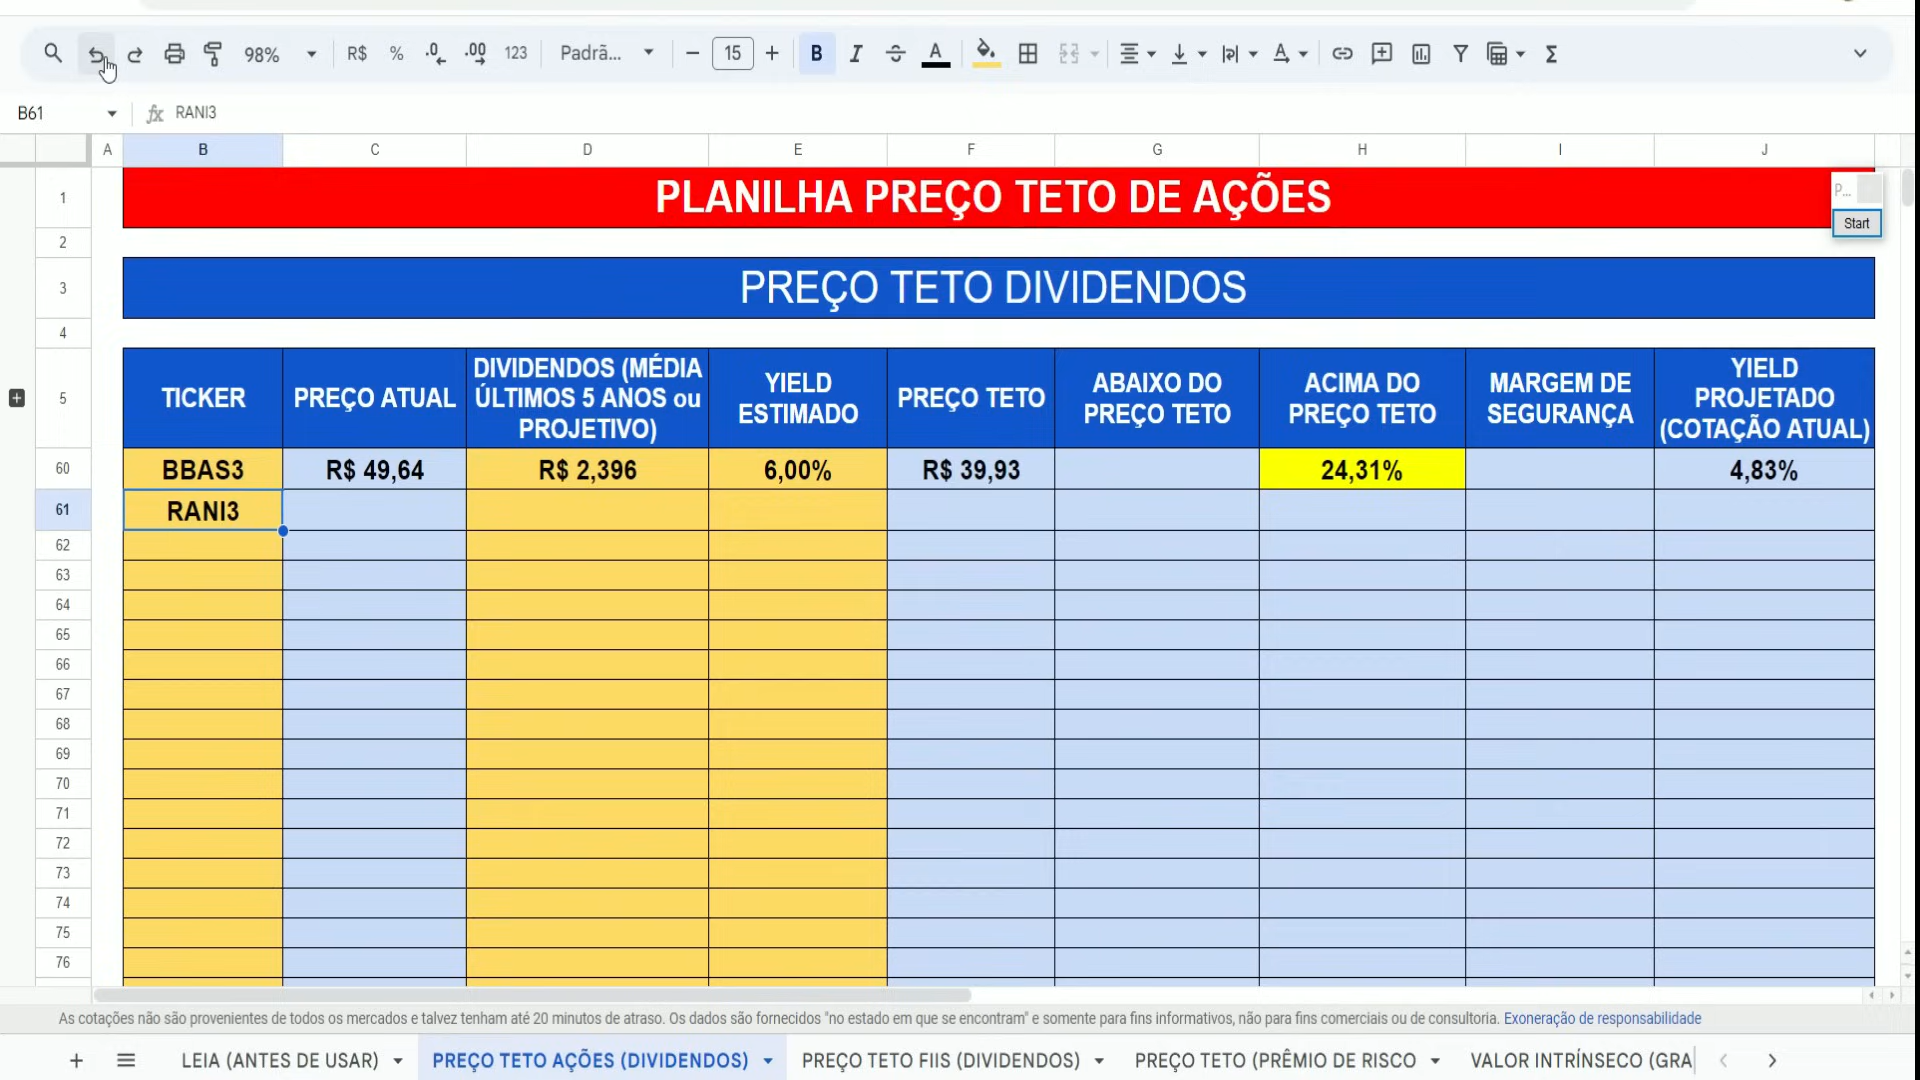 98% R$ % .0 .00 123 Padrã... 15 B I A A Σ
B61 fx RANI3
A B C D E F G H I J
1 PLANILHA PREÇO TETO DE AÇÕES P...
Start
2
3 PREÇO TETO DIVIDENDOS
4
5 TICKER PREÇO ATUAL DIVIDENDOS (MÉDIA ÚLTIMOS 5 ANOS ou PROJETIVO) YIELD ESTIMADO PREÇO TETO ABAIXO DO PREÇO TETO ACIMA DO PREÇO TETO MARGEM DE SEGURANÇA YIELD PROJETADO (COTAÇÃO ATUAL)
60 BBAS3 R$ 49,64 R$ 2,396 6,00% R$ 39,93 24,31% 4,83%
61 RANI3
62
63
64
65
66
67
68
69
70
71
72
73
74
75
76
As cotações não são provenientes de todos os mercados e talvez tenham até 20 minutos de atraso. Os dados são fornecidos "no estado em que se encontram" e somente para fins informativos, não para fins comerciais ou de consultoria. Exoneração de responsabilidade
LEIA (ANTES DE USAR) PREÇO TETO AÇÕES (DIVIDENDOS) PREÇO TETO FIIS (DIVIDENDOS) PREÇO TETO (PRÊMIO DE RISCO VALOR INTRÍNSECO (GRA